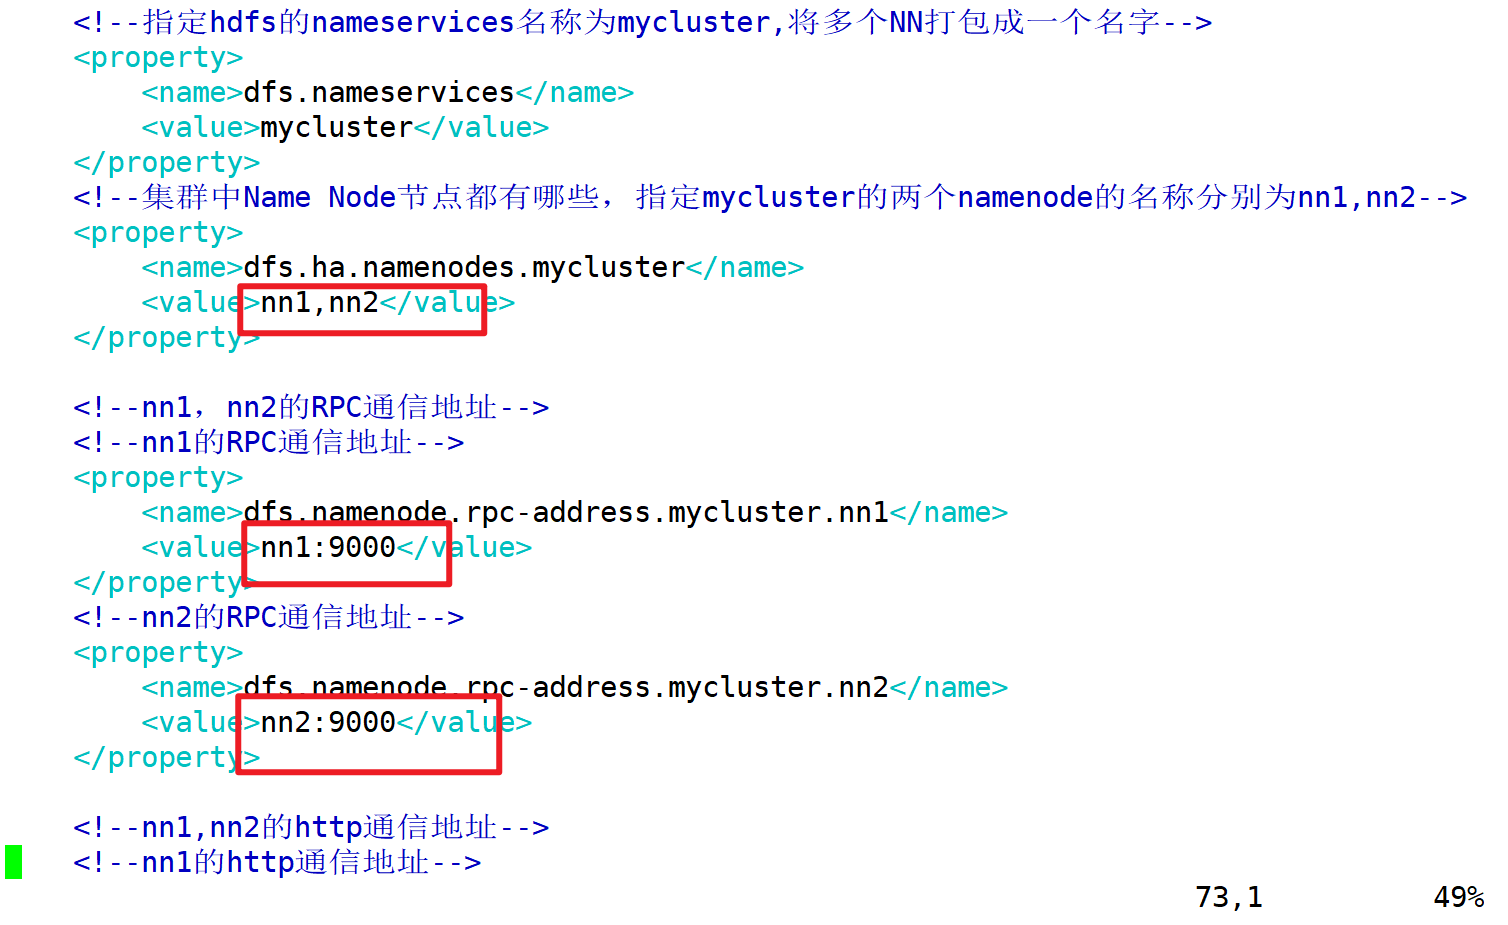 <!--指定hdfs的nameservices名称为mycluster,将多个NN打包成一个名字-->
<property>
<name>dfs.nameservices</name>
<value>mycluster</value>
</property>
<!--集群中Name Node节点都有哪些，指定mycluster的两个namenode的名称分别为nn1,nn2-->
<property>
<name>dfs.ha.namenodes.mycluster</name>
<value>nn1,nn2</value>
</property>
<!--nn1，nn2的RPC通信地址-->
<!--nn1的RPC通信地址-->
<property>
<name>dfs.namenode.rpc-address.mycluster.nn1</name>
<value>nn1:9000</value>
</property>
<!--nn2的RPC通信地址-->
<property>
<name>dfs.namenode.rpc-address.mycluster.nn2</name>
<value>nn2:9000</value>
</property>
<!--nn1,nn2的http通信地址-->
<!--nn1的http通信地址-->
73,1 49%